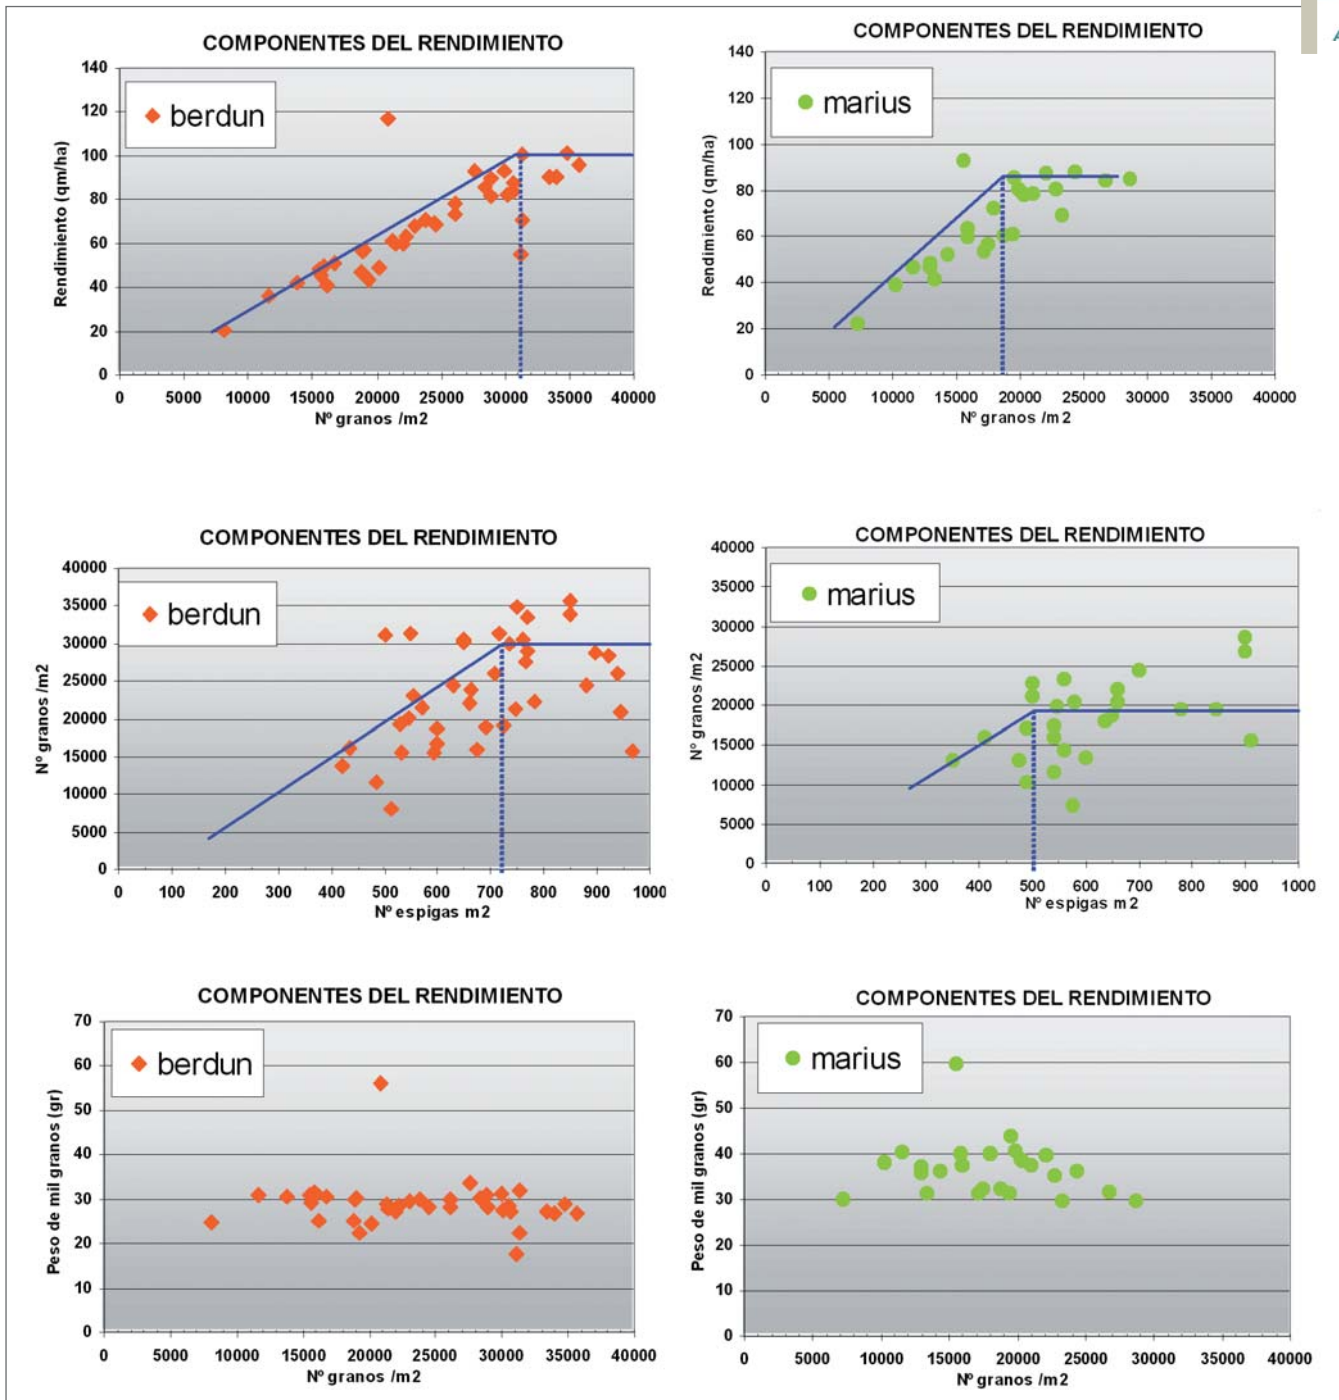 COMPONENTES DEL RENDIMIENTO
berdun
Rendimiento (qm/ha)
140
120
100
80
60
40
20
0
0 5000 10000 15000 20000 25000 30000 35000 40000
Nº granos /m2
COMPONENTES DEL RENDIMIENTO
marius
Rendimiento (qm/ha)
140
120
100
80
60
40
20
0
0 5000 10000 15000 20000 25000 30000 35000 40000
Nº granos /m2
COMPONENTES DEL RENDIMIENTO
berdun
Nº granos /m2
40000
35000
30000
25000
20000
15000
10000
5000
0
0 100 200 300 400 500 600 700 800 900 1000
Nº espigas m2
COMPONENTES DEL RENDIMIENTO
marius
Nº granos /m2
40000
35000
30000
25000
20000
15000
10000
5000
0
0 100 200 300 400 500 600 700 800 900 1000
Nº espigas m2
COMPONENTES DEL RENDIMIENTO
berdun
Peso de mil granos (gr)
70
60
50
40
30
20
10
0
0 5000 10000 15000 20000 25000 30000 35000 40000
Nº granos /m2
COMPONENTES DEL RENDIMIENTO
marius
Peso de mil granos (gr)
70
60
50
40
30
20
10
0
0 5000 10000 15000 20000 25000 30000 35000 40000
Nº granos /m2